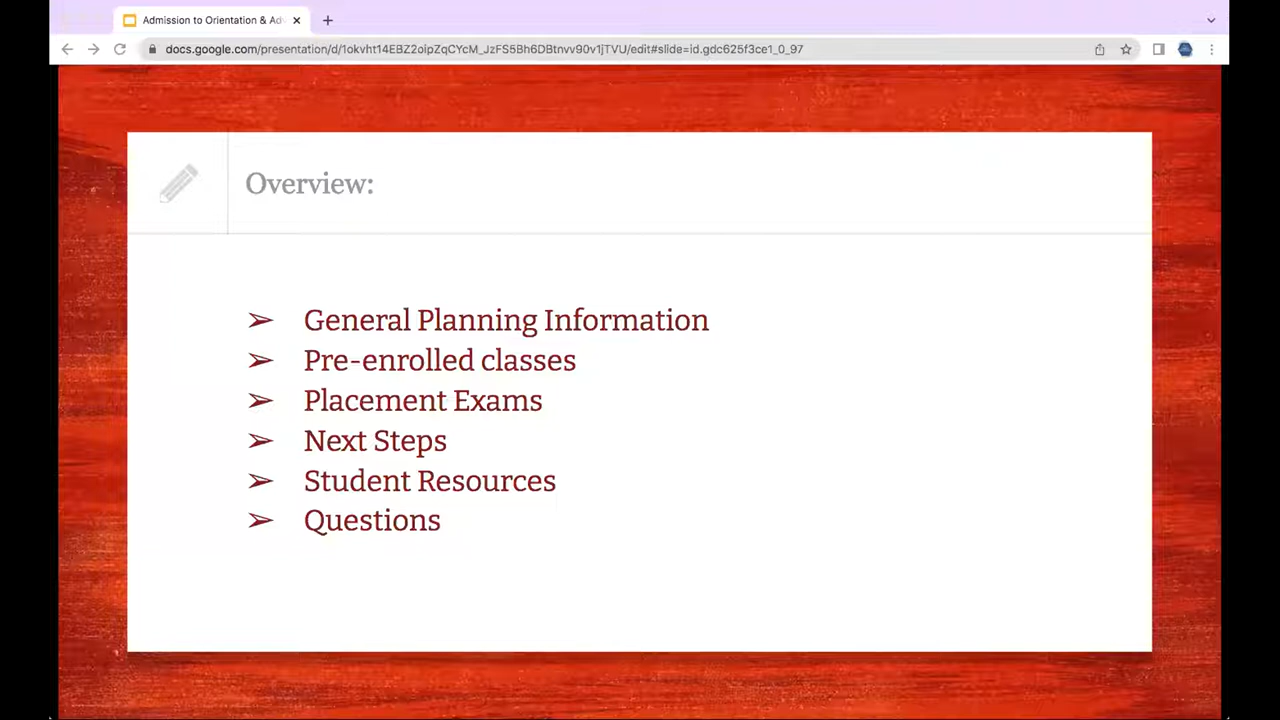 Admission to Orientation & Ad
docs.google.com/presentation/d/1okvht14EBZ2oipZqCYcM_JzFS5Bh6DBtnvv90v1jTVU/edit#slide=id.gdc625f3ce1_0_97
Overview:
➢ General Planning Information
➢ Pre-enrolled classes
➢ Placement Exams
➢ Next Steps
➢ Student Resources
➢ Questions